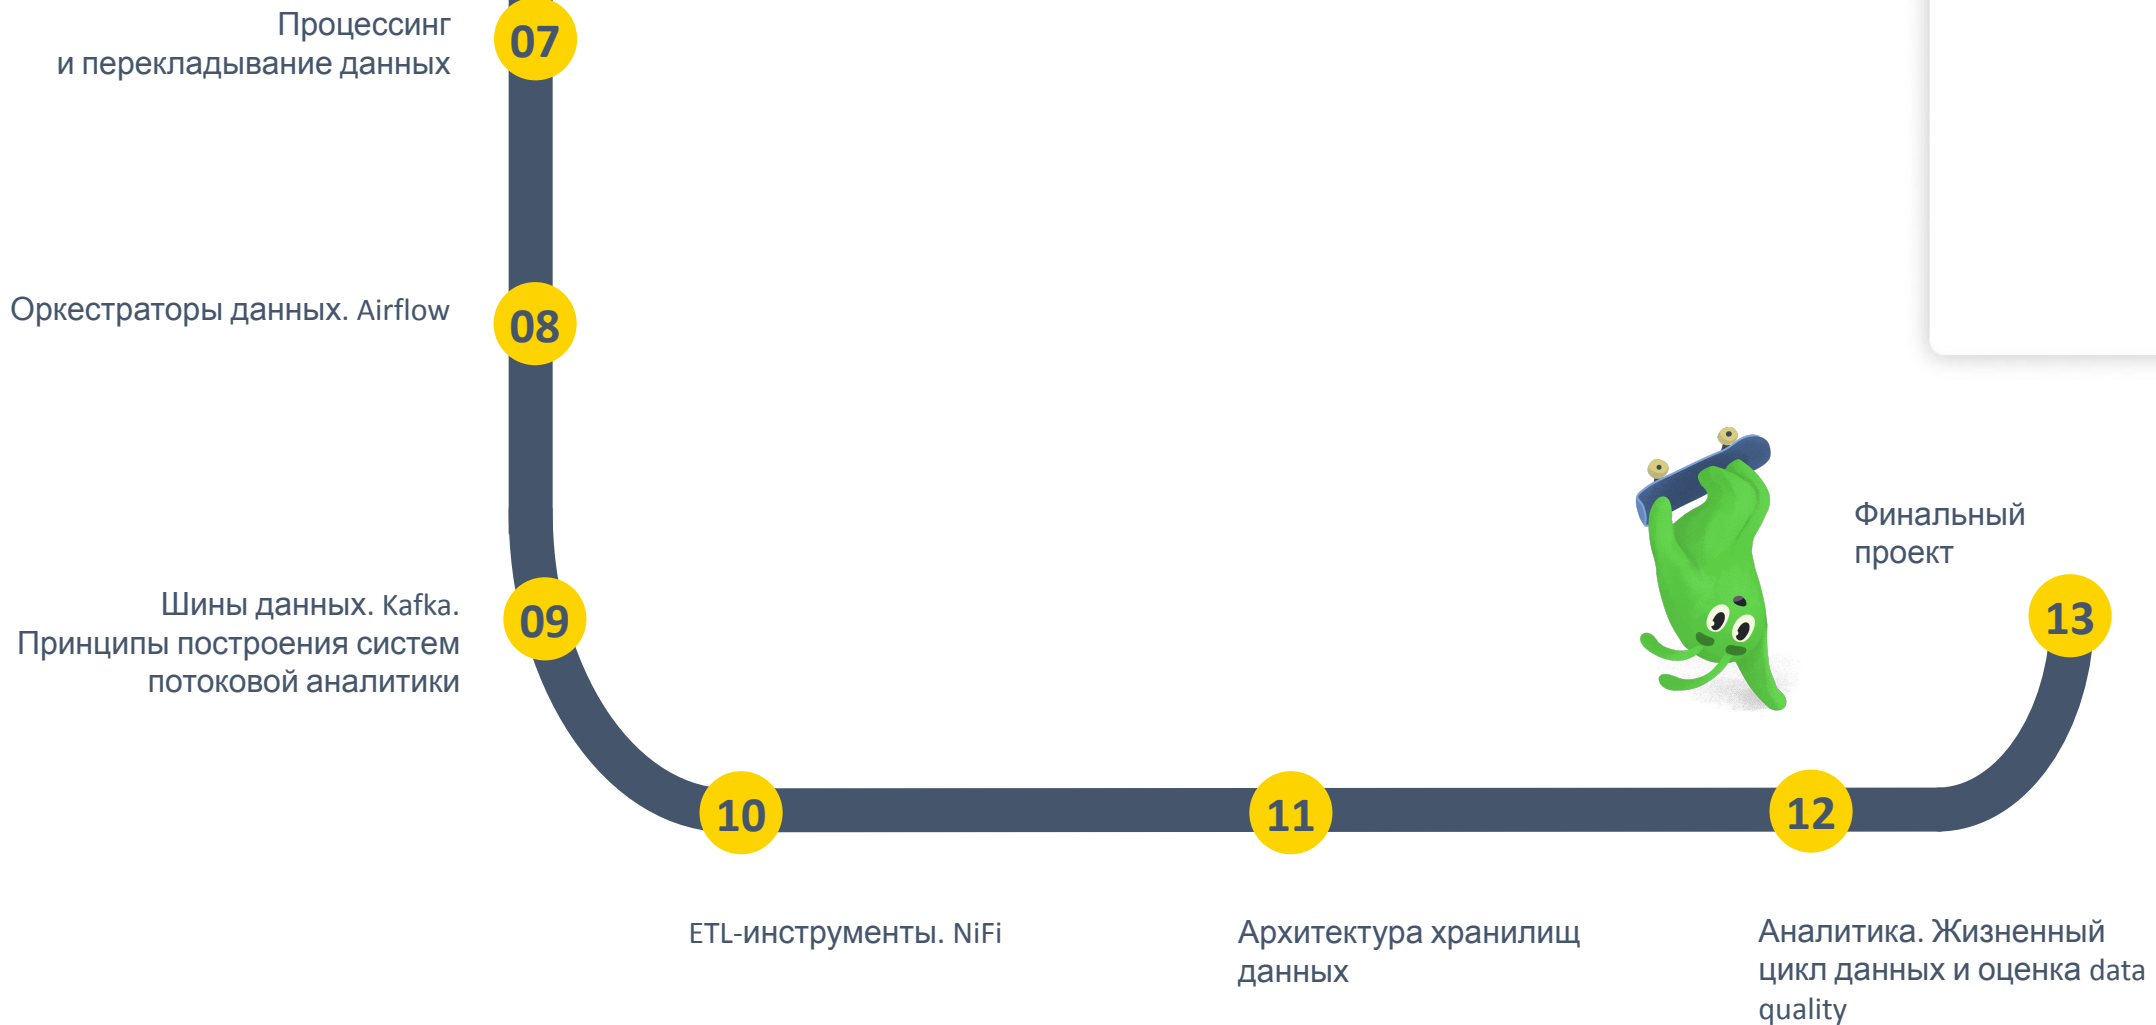 Процессинг
и перекладывание данных
07
Оркестраторы данных. Airflow
08
Шины данных. Kafka.
Принципы построения систем
потоковой аналитики
09
10
ETL-инструменты. NiFi
11
Архитектура хранилищ
данных
12
Аналитика. Жизненный
цикл данных и оценка data
quality
Финальный
проект
13